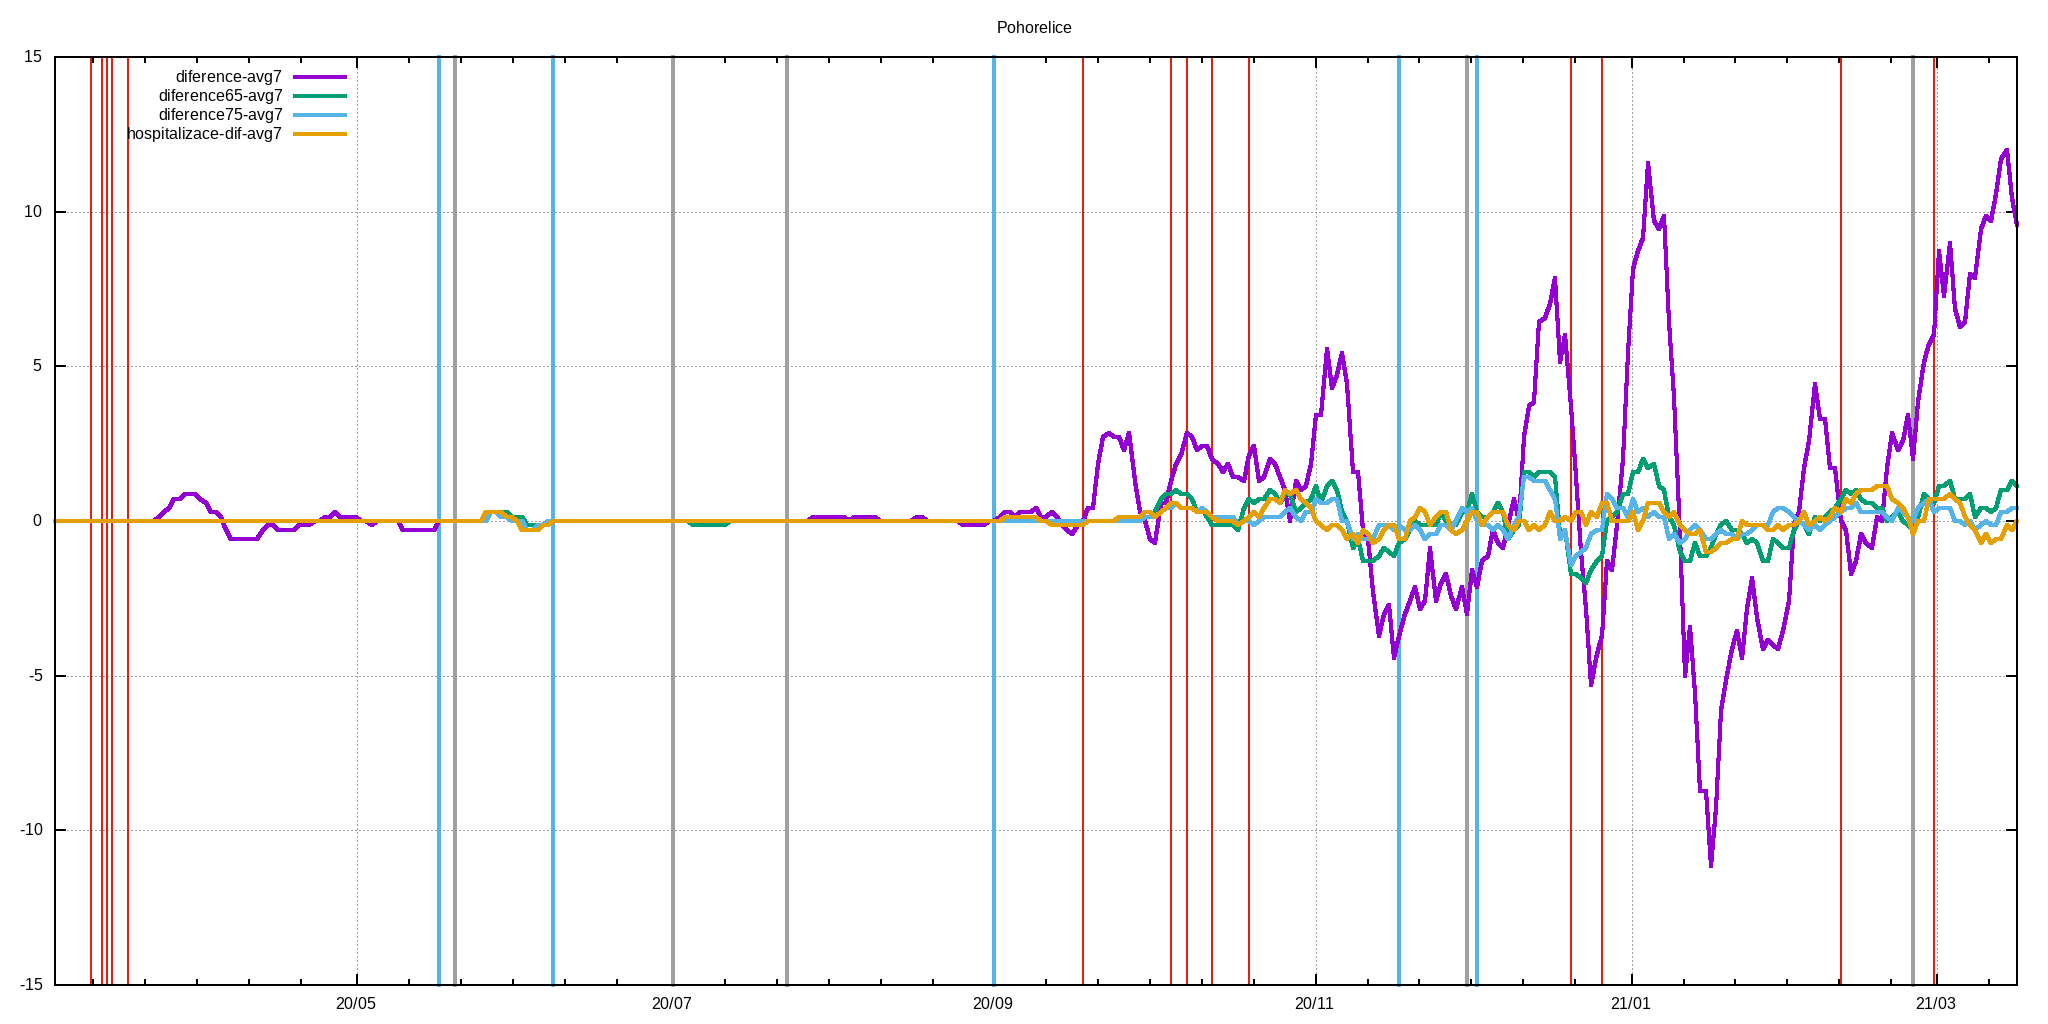 Pohorelice
diference-avg7
diference65-avg7
diference75-avg7
hospitalizace-dif-avg7
15
10
5
0
-5
-10
-15
20/05 20/07 20/09 20/11 21/01 21/03